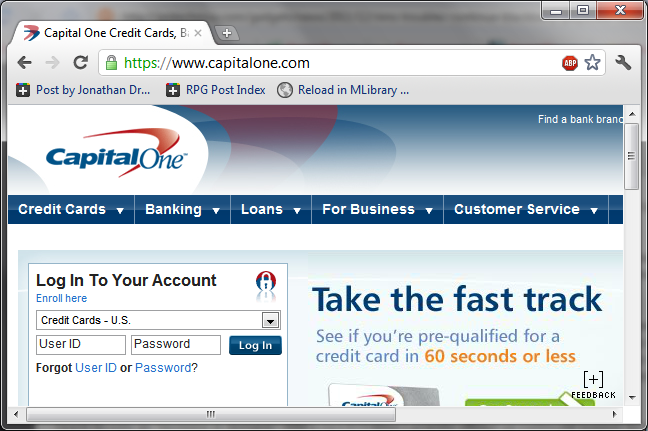 Capital One Credit Cards, Ba
https://www.capitalone.com
ABP
Post by Jonathan Dr...
RPG Post Index
Reload in MLibrary ...
Find a bank branc
CapitalOne
Credit Cards
Banking
Loans
For Business
Customer Service
Log In To Your Account
Enroll here
Credit Cards - U.S.
User ID
Password
Log In
Forgot User ID or Password?
Take the fast track
See if you're pre-qualified for a
credit card in 60 seconds or less
[+]
FEEDBACK